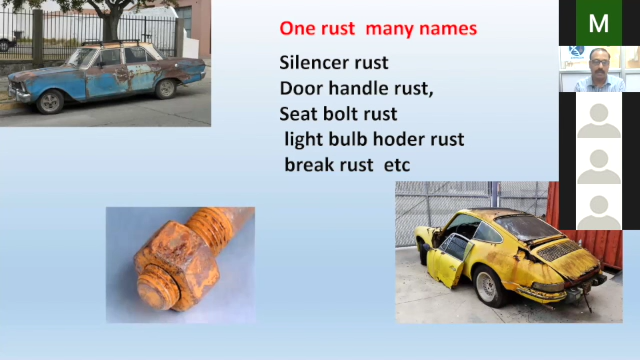 One rust many names
M
Silencer rust
Door handle rust,
Seat bolt rust
light bulb hoder rust
break rust etc